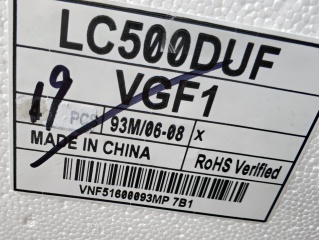 LC500DUF
VGF1
19 PCS 93M/06-08 x
MADE IN CHINA RoHS Verified
VNF51600093MP 7B1